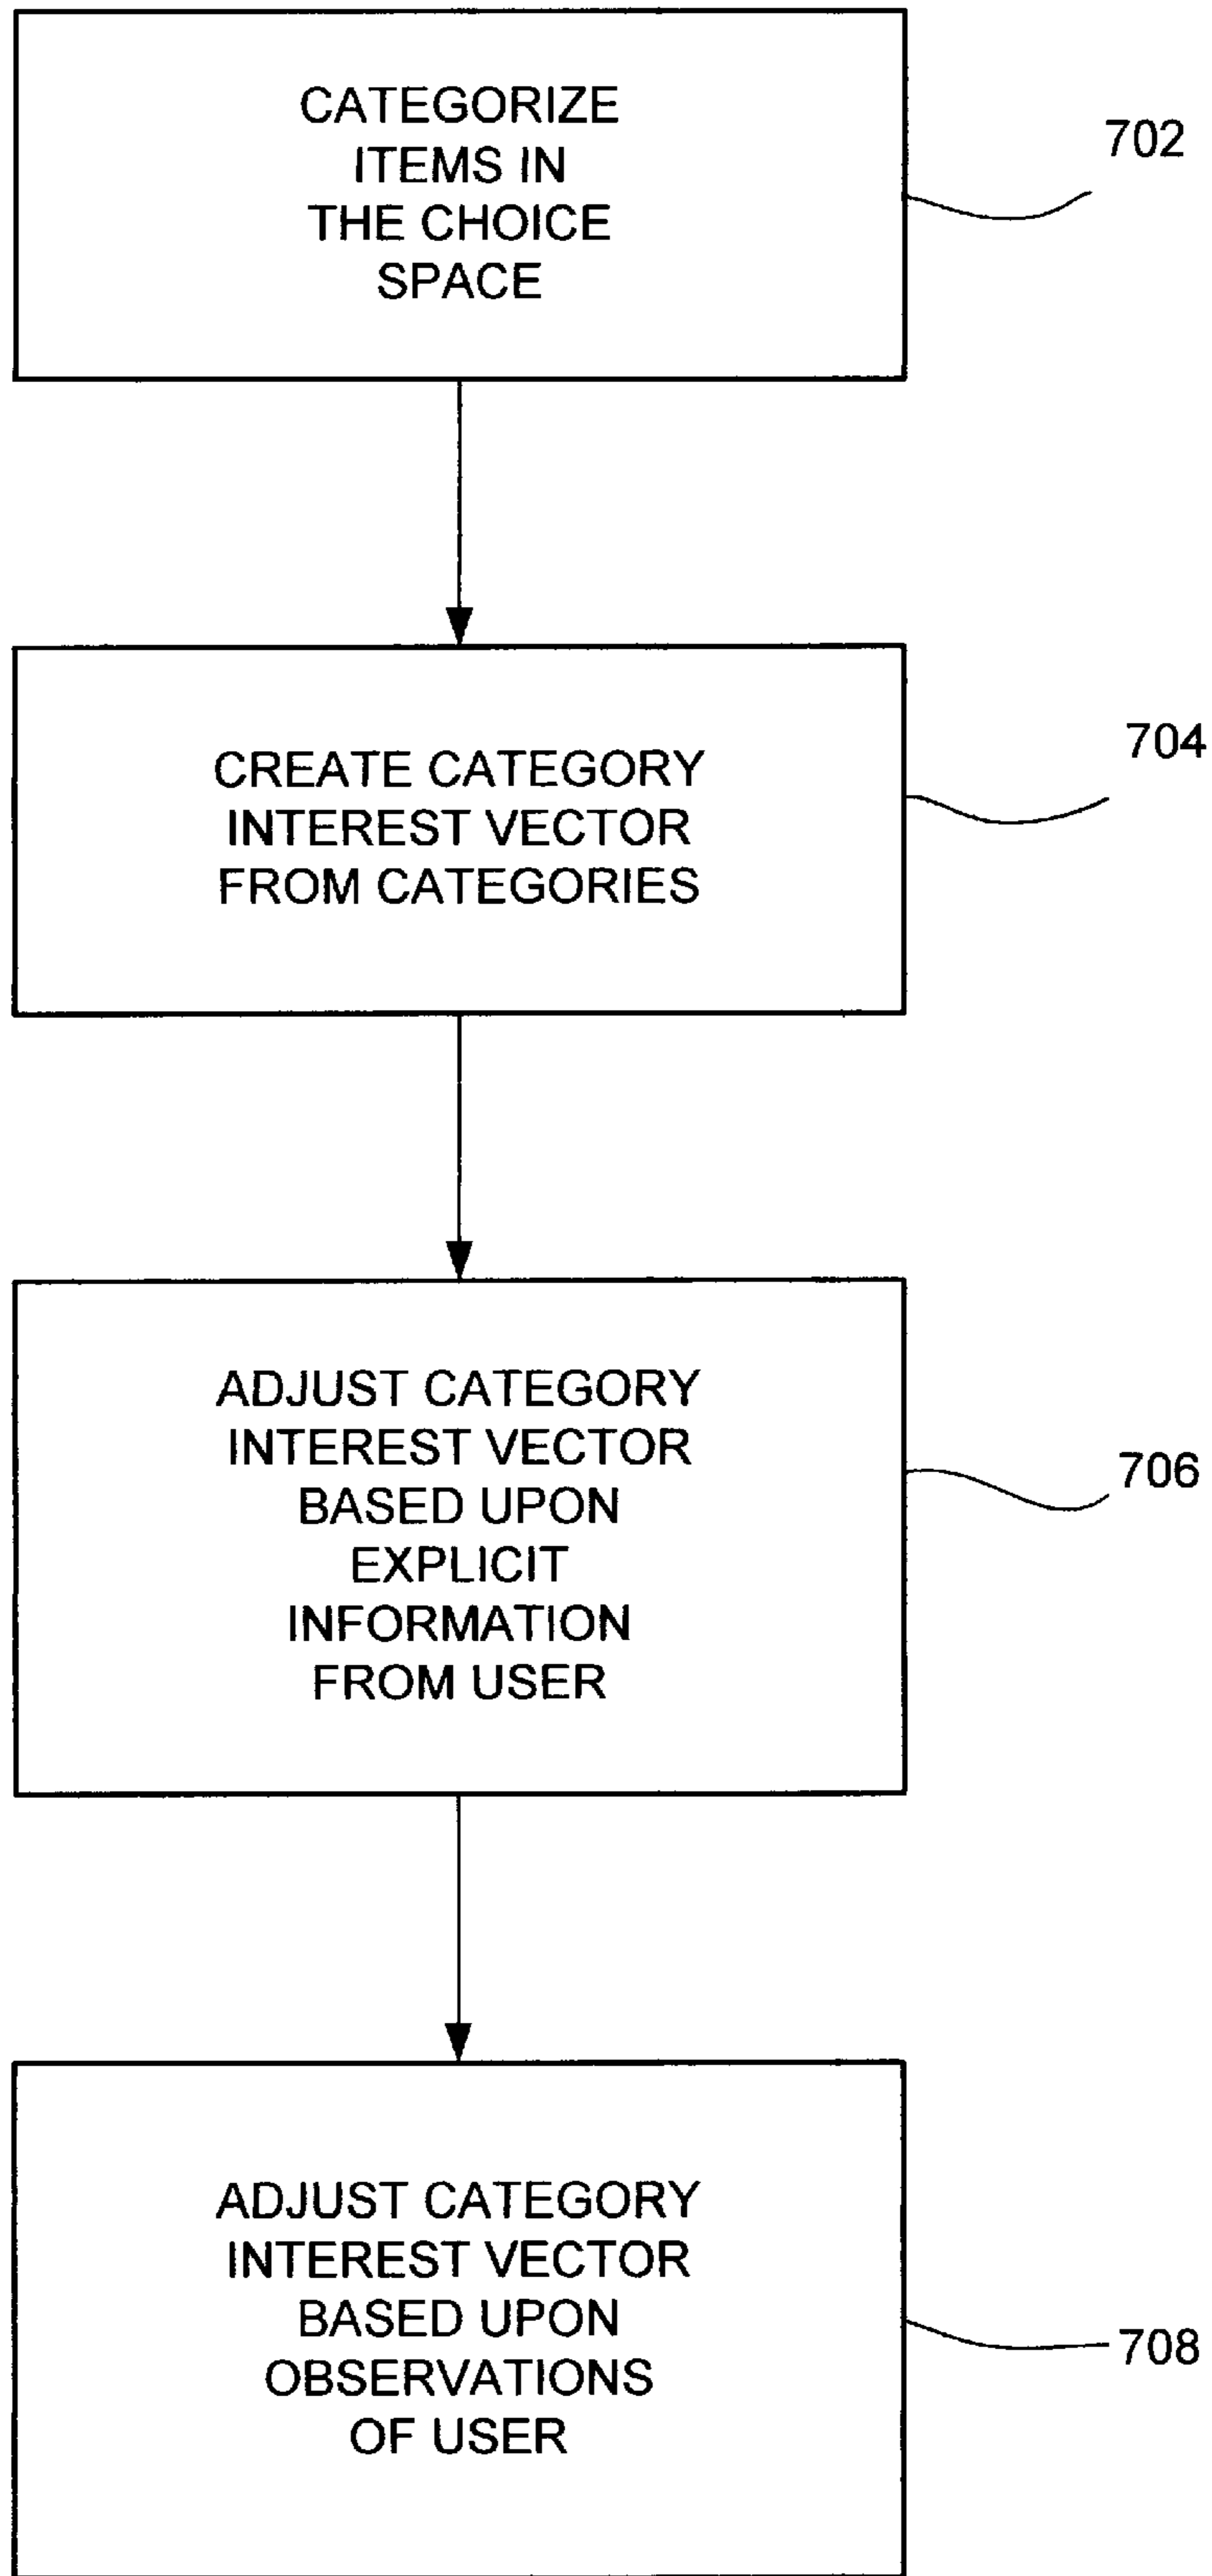 CATEGORIZE
ITEMS IN
THE CHOICE
SPACE
702
CREATE CATEGORY
INTEREST VECTOR
FROM CATEGORIES
704
ADJUST CATEGORY
INTEREST VECTOR
BASED UPON
EXPLICIT
INFORMATION
FROM USER
706
ADJUST CATEGORY
INTEREST VECTOR
BASED UPON
OBSERVATIONS
OF USER
708